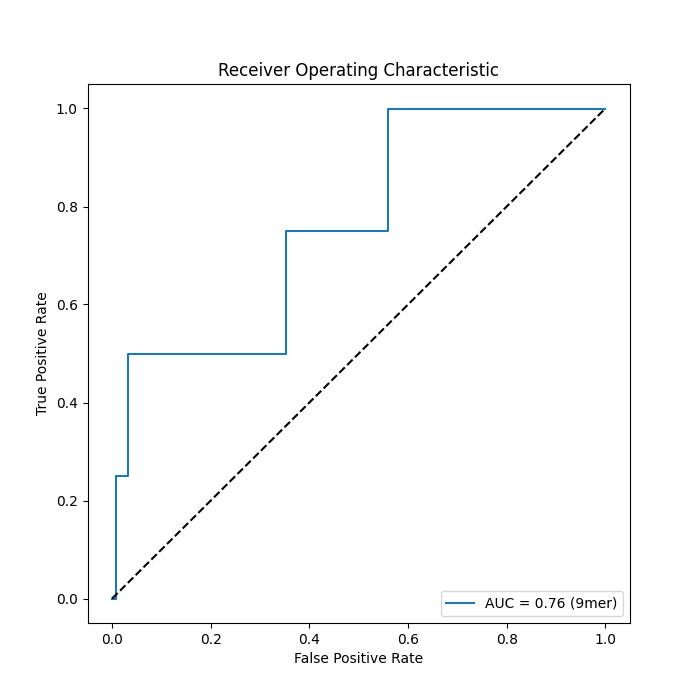 Receiver Operating Characteristic
1.0
0.8
0.6
0.4
0.2
0.0
True Positive Rate
AUC = 0.76 (9mer)
0.0 0.2 0.4 0.6 0.8 1.0
False Positive Rate